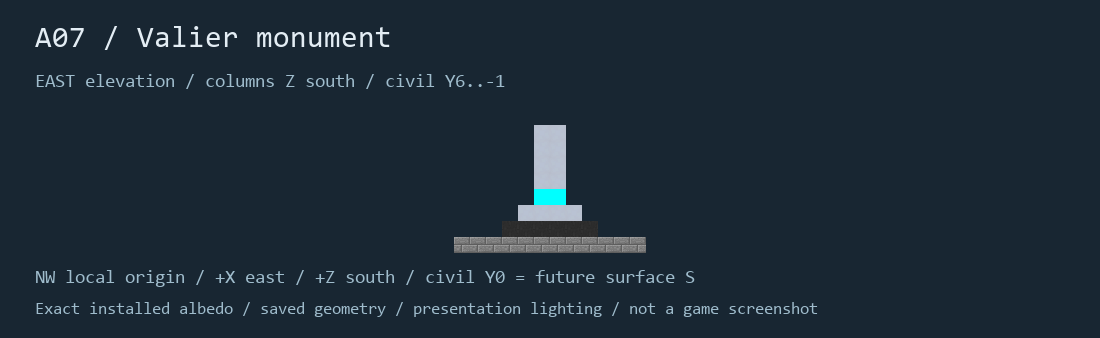 A07 / Valier monument
EAST elevation / columns Z south / civil Y6..-1
NW local origin / +X east / +Z south / civil Y0 = future surface S
Exact installed albedo / saved geometry / presentation lighting / not a game screenshot